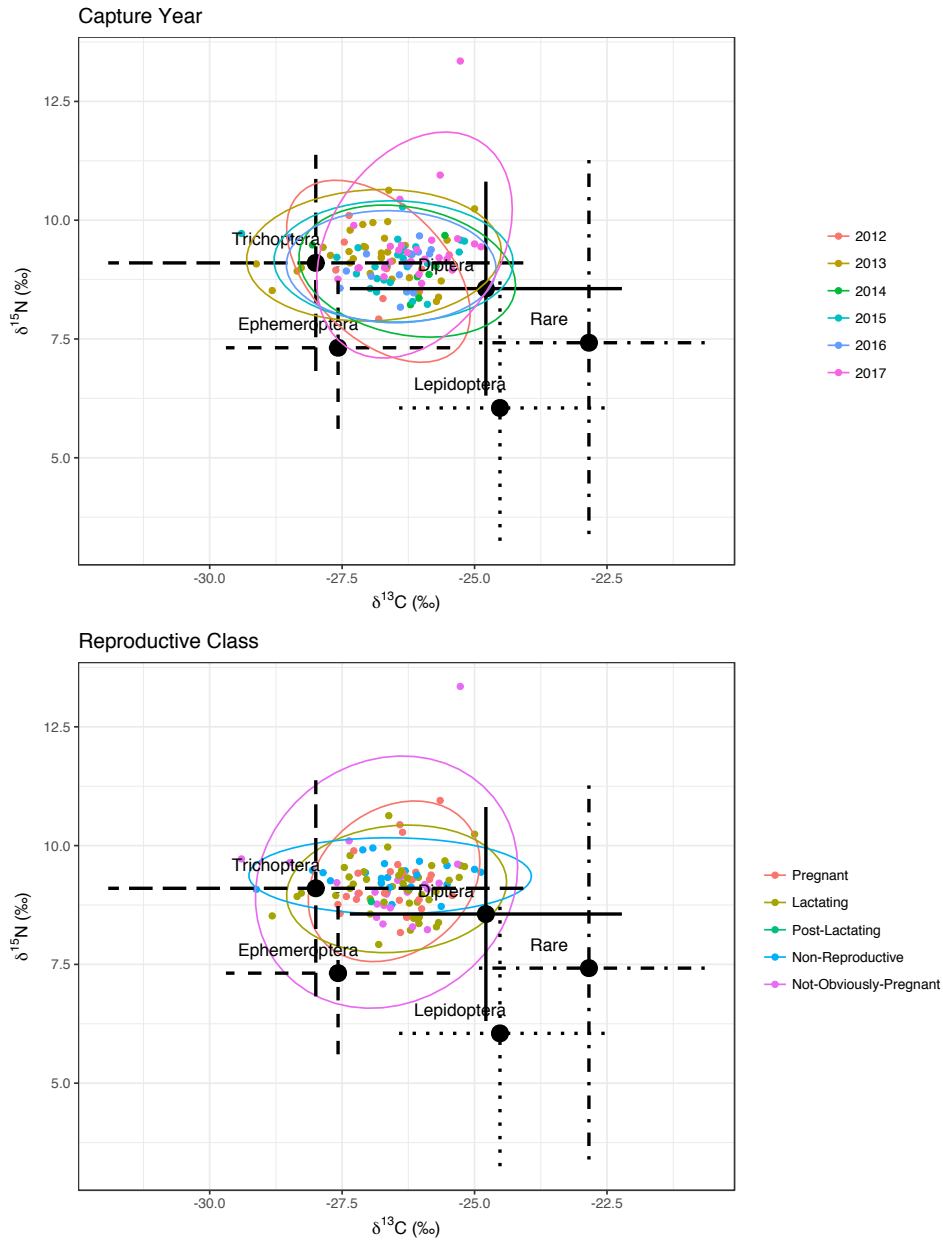 Capture Year
12.5
10.0
7.5
5.0
δ15N (‰)
Trichoptera
Diptera
Ephemeroptera
Rare
Lepidoptera
-30.0 -27.5 -25.0 -22.5
δ13C (‰)
2012
2013
2014
2015
2016
2017
Reproductive Class
12.5
10.0
7.5
5.0
δ15N (‰)
Trichoptera
Diptera
Ephemeroptera
Rare
Lepidoptera
-30.0 -27.5 -25.0 -22.5
δ13C (‰)
Pregnant
Lactating
Post-Lactating
Non-Reproductive
Not-Obviously-Pregnant